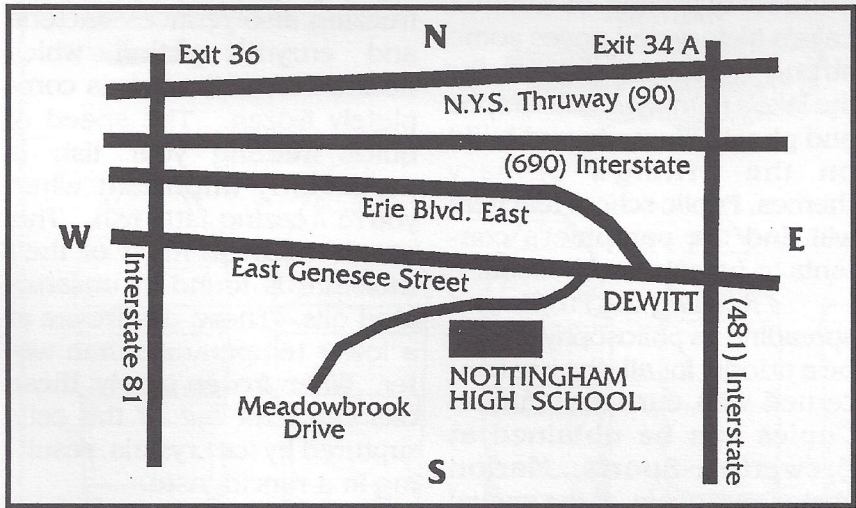 N
Exit 36
Exit 34 A
N.Y.S. Thruway (90)
(690) Interstate
Erie Blvd. East
W
E
East Genesee Street
DEWITT
Interstate 81
(481) Interstate
NOTTINGHAM
HIGH SCHOOL
Meadowbrook
Drive
S